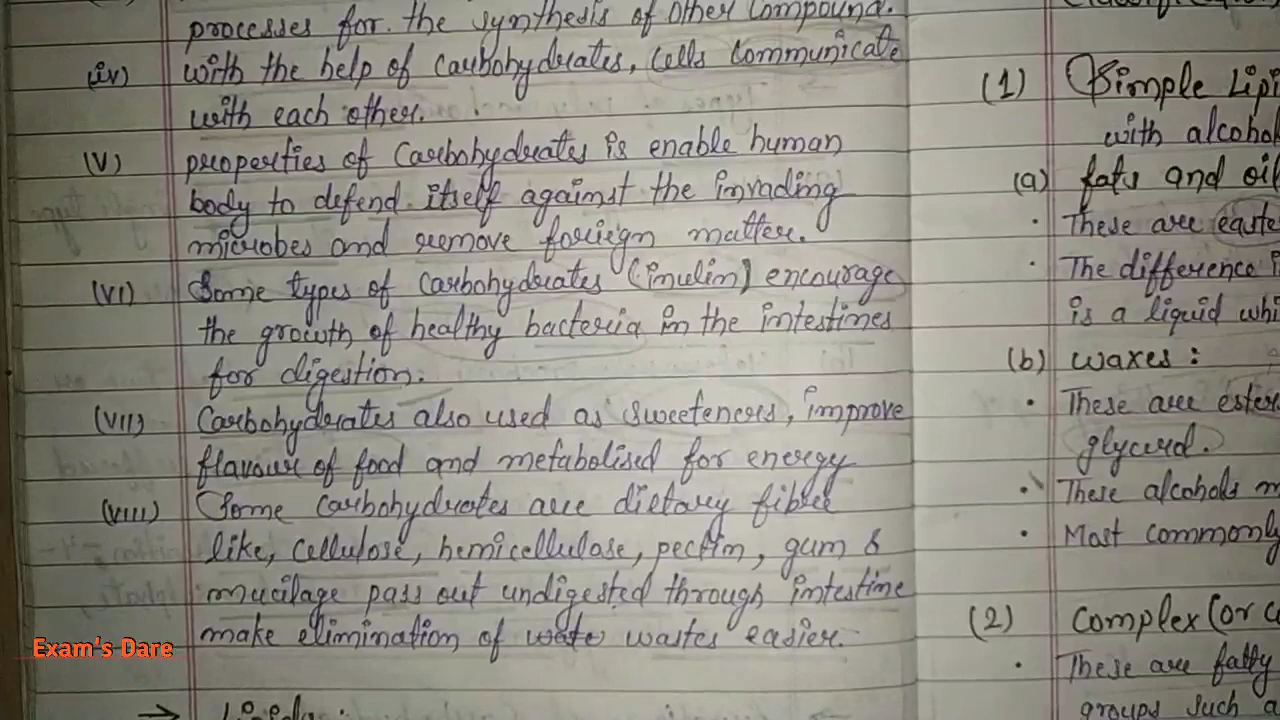 processes for the synthesis of other compound.
(iv) with the help of carbohydrates, cells communicate
with each other.
(V) properties of Carbohydrates is enable human
body to defend itself against the invading
microbes and remove foriegn matter.
(VI) Some types of carbohydrates (inulin) encourage
the growth of healthy bacteria in the intestines
for digestion.
(VII) Carbohydrates also used as sweeteners, improve
flavour of food and metabolised for energy
(VIII) Some carbohydrates are dietary fibre
like, cellulose, hemicellulose, pectin, gum &
mucilage pass out undigested through intestine
make elimination of wate wastes easier.
Exam's Dare
(1) Simple Lipi
with alcohol
(a) fats and oil
• These are easte
• The difference i
is a liquid whi
(b) waxes :
• These are ester
glycerol.
• These alcohols m
• Most commonly
(2) Complex (or c
• These are fatty
groups such a